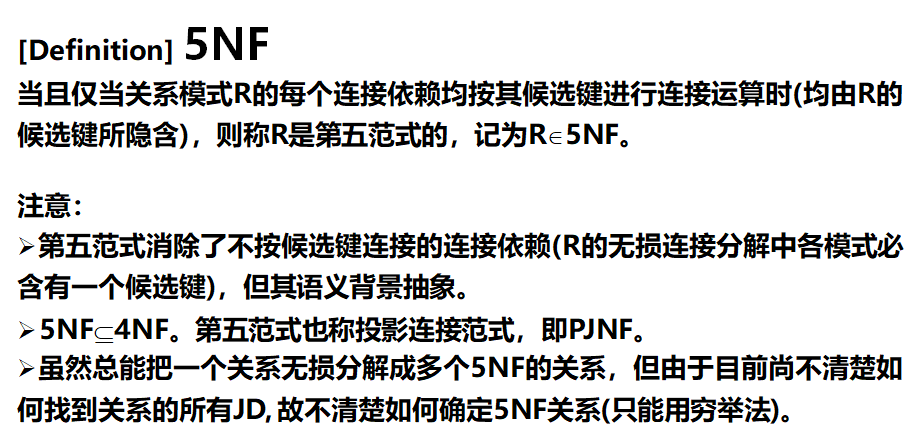 [Definition] 5NF
当且仅当关系模式R的每个连接依赖均按其候选键进行连接运算时(均由R的
候选键所隐含)，则称R是第五范式的，记为R∈5NF。
注意：
➢第五范式消除了不按候选键连接的连接依赖(R的无损连接分解中各模式必
含有一个候选键)，但其语义背景抽象。
➢5NF⊆4NF。第五范式也称投影连接范式，即PJNF。
➢虽然总能把一个关系无损分解成多个5NF的关系，但由于目前尚不清楚如
何找到关系的所有JD,故不清楚如何确定5NF关系(只能用穷举法)。